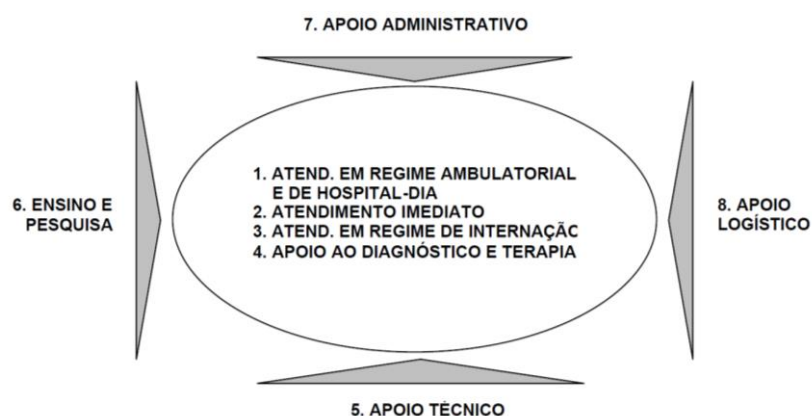 7. APOIO ADMINISTRATIVO
1. ATEND. EM REGIME AMBULATORIAL
E DE HOSPITAL-DIA
2. ATENDIMENTO IMEDIATO
3. ATEND. EM REGIME DE INTERNAÇÃO
4. APOIO AO DIAGNÓSTICO E TERAPIA
6. ENSINO E
PESQUISA
8. APOIO
LOGÍSTICO
5. APOIO TÉCNICO